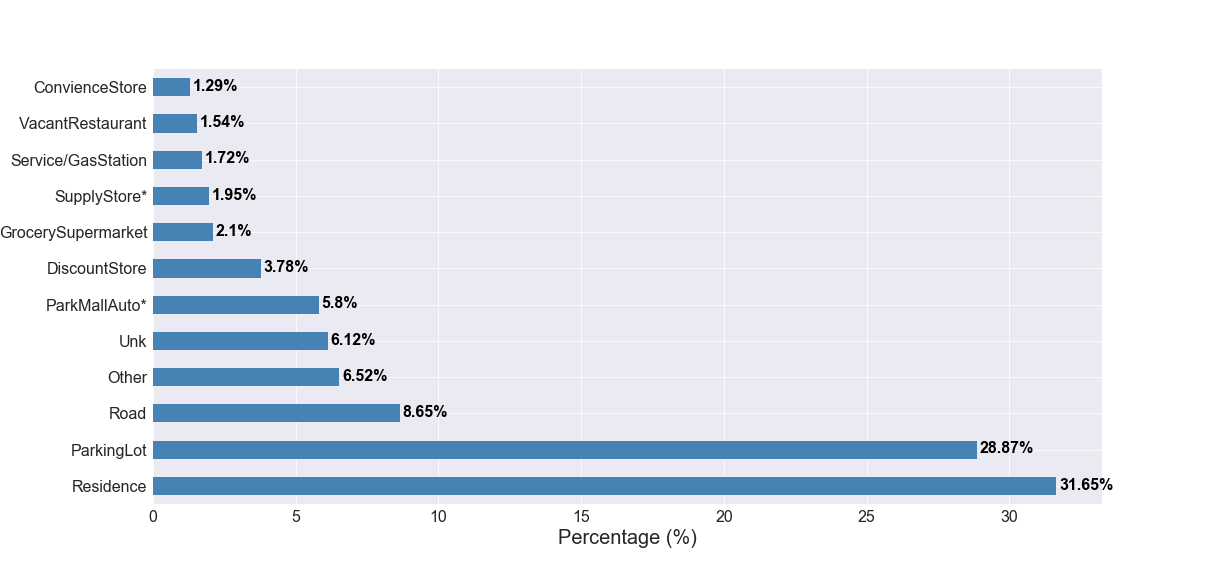 ConvienceStore 1.29%
VacantRestaurant 1.54%
Service/GasStation 1.72%
SupplyStore* 1.95%
GrocerySupermarket 2.1%
DiscountStore 3.78%
ParkMallAuto* 5.8%
Unk 6.12%
Other 6.52%
Road 8.65%
ParkingLot 28.87%
Residence 31.65%
0 5 10 15 20 25 30
Percentage (%)